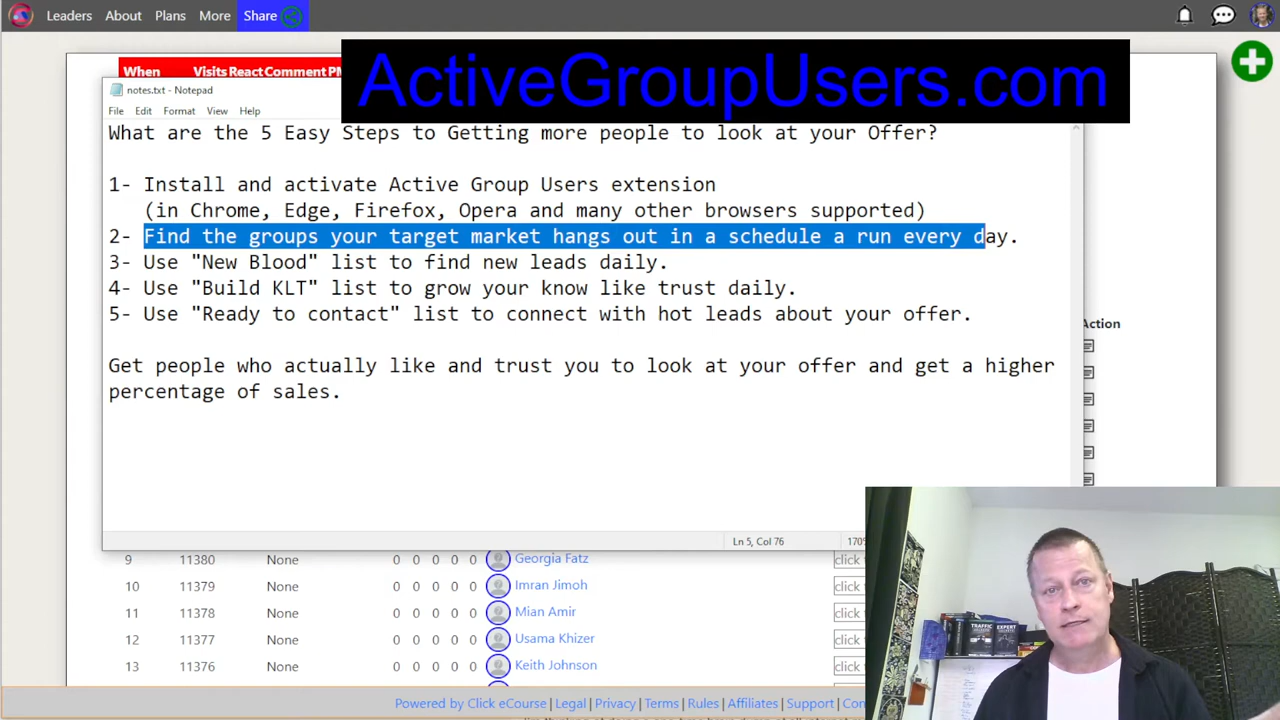 Leaders About Plans More Share
When Visits React Comment PM
ActiveGroupUsers.com
notes.txt - Notepad
File Edit Format View Help
What are the 5 Easy Steps to Getting more people to look at your Offer?
1- Install and activate Active Group Users extension
(in Chrome, Edge, Firefox, Opera and many other browsers supported)
2- Find the groups your target market hangs out in a schedule a run every day.
3- Use "New Blood" list to find new leads daily.
4- Use "Build KLT" list to grow your know like trust daily.
5- Use "Ready to contact" list to connect with hot leads about your offer.
Action
Get people who actually like and trust you to look at your offer and get a higher
percentage of sales.
Ln 5, Col 76
9 11380 None 0 0 0 0 0 Georgia Fatz click
10 11379 None 0 0 0 0 0 Imran Jimoh click
11 11378 None 0 0 0 0 0 Mian Amir click
12 11377 None 0 0 0 0 0 Usama Khizer click
13 11376 None 0 0 0 0 0 Keith Johnson click
TRAFFIC
EXPERT
Powered by Click eCourse | Legal | Privacy | Terms | Rules | Affiliates | Support | Con